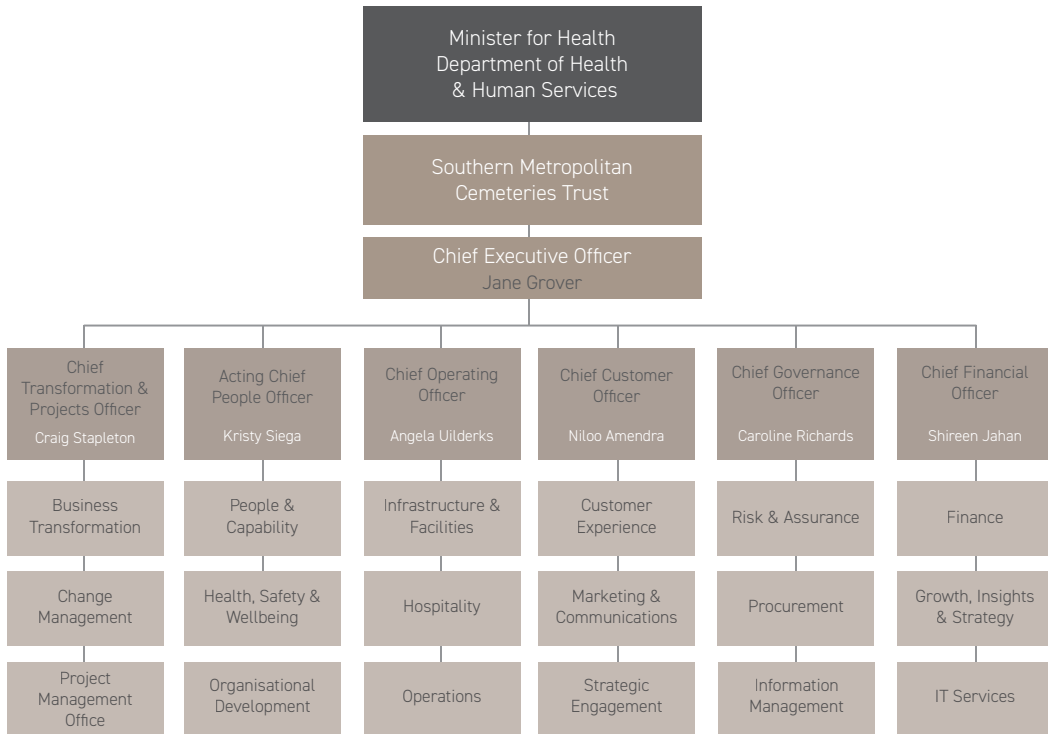 Minister for Health
Department of Health
& Human Services
Southern Metropolitan
Cemeteries Trust
Chief Executive Officer
Jane Grover
Chief
Transformation &
Projects Officer
Craig Stapleton
Acting Chief
People Officer
Kristy Siega
Chief Operating
Officer
Angela Uilderks
Chief Customer
Officer
Niloo Amendra
Chief Governance
Officer
Caroline Richards
Chief Financial
Officer
Shireen Jahan
Business
Transformation
People &
Capability
Infrastructure &
Facilities
Customer
Experience
Risk & Assurance
Finance
Change
Management
Health, Safety &
Wellbeing
Hospitality
Marketing &
Communications
Procurement
Growth, Insights
& Strategy
Project
Management
Office
Organisational
Development
Operations
Strategic
Engagement
Information
Management
IT Services